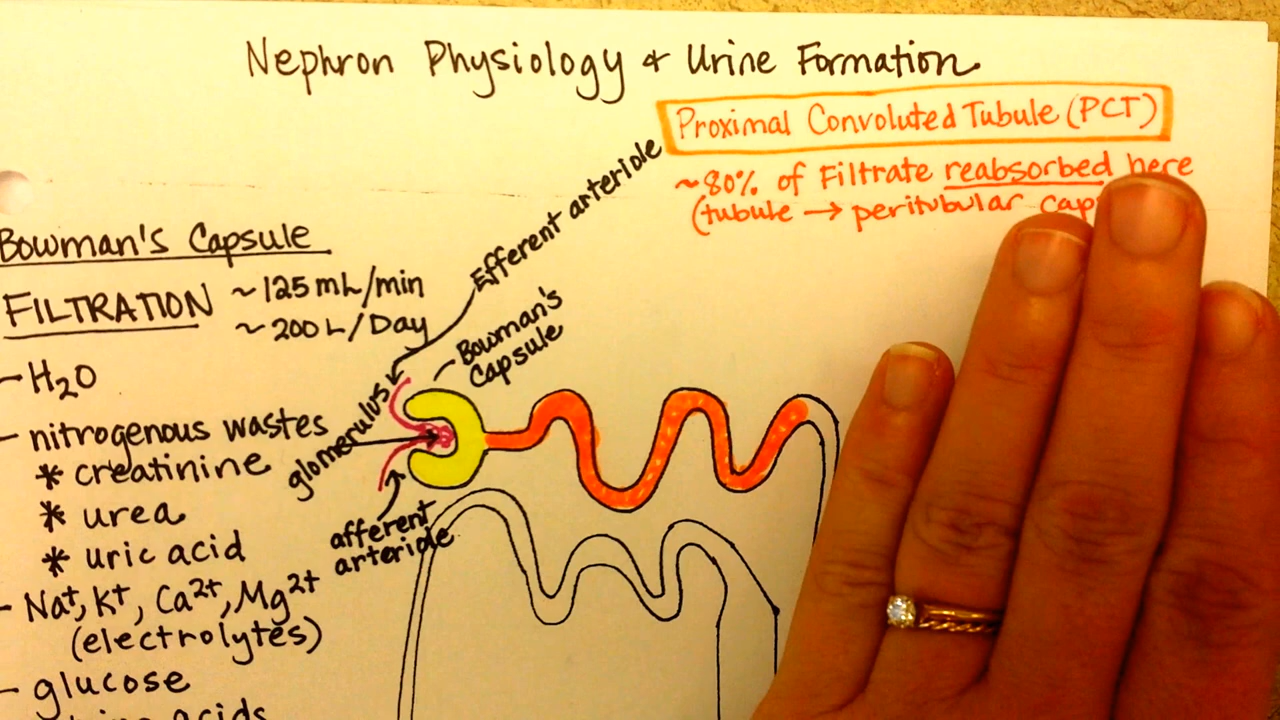 Nephron Physiology & Urine Formation
Proximal Convoluted Tubule (PCT)
~80% of Filtrate reabsorbed here
(tubule → peritubular cap
Efferent arteriole
Bowman's Capsule
FILTRATION ~125 mL/min
~200 L/Day
Bowman's
Capsule
- H2O
glomerulus
- nitrogenous wastes
* creatinine
* urea
* uric acid
afferent
arteriole
- Na+, K+, Ca2+, Mg2+
(electrolytes)
- glucose
acids